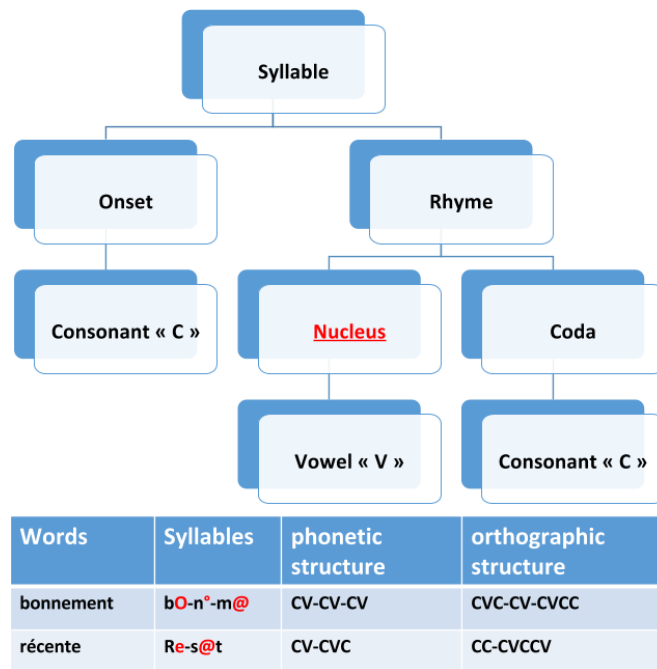 Syllable
Onset
Rhyme
Consonant « C »
Nucleus
Coda
Vowel « V »
Consonant « C »
Words Syllables phonetic structure orthographic structure
bonnement bO-n°-m@ CV-CV-CV CVC-CV-CVCC
récente Re-s@t CV-CVC CC-CVCCV